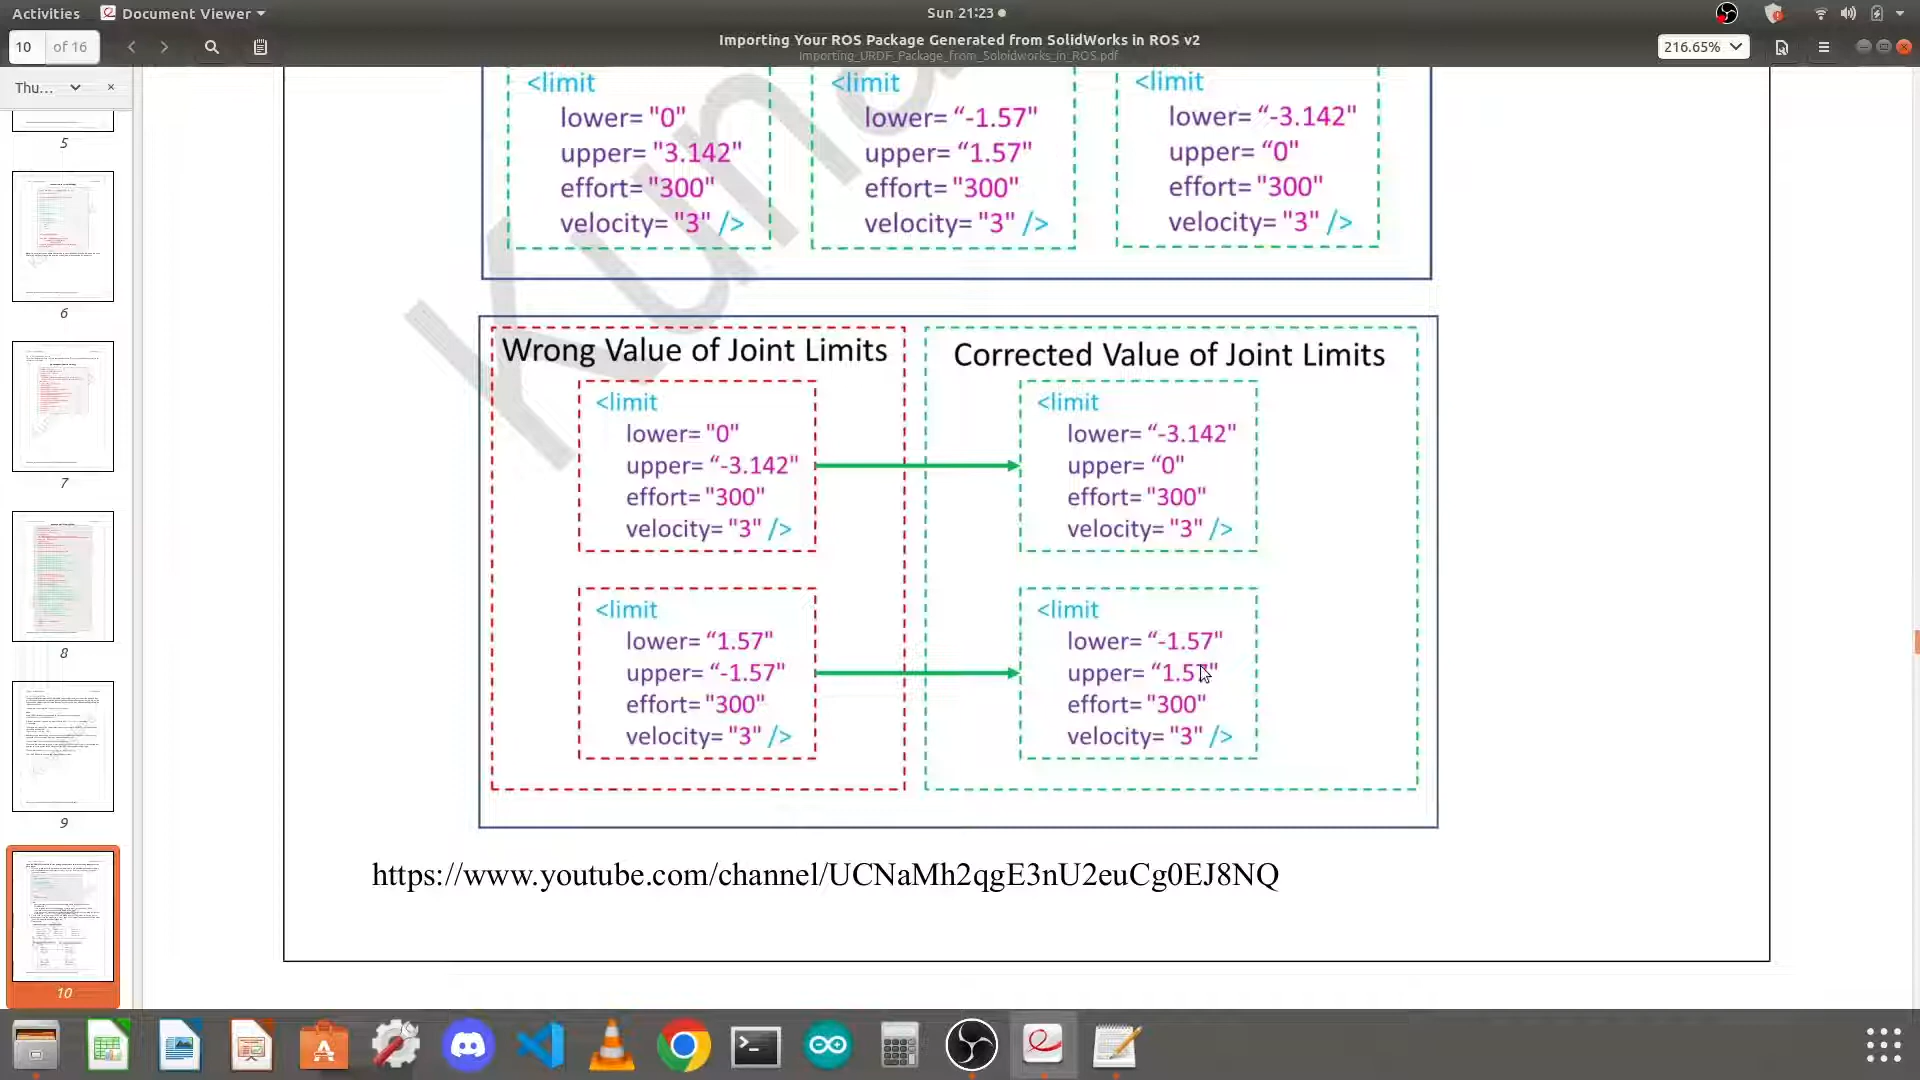 Activities Document Viewer Sun 21:23
10 of 16
Importing Your ROS Package Generated from SolidWorks in ROS v2
Importing_URDF_Package_from_Soloidworks_in_ROS.pdf
216.65%
Thu...
5
6
7
8
9
10
<limit
lower= "0"
upper= "3.142"
effort= "300"
velocity= "3" />
<limit
lower= “-1.57"
upper= “1.57"
effort= "300"
velocity= "3" />
<limit
lower= “-3.142"
upper= “0"
effort= "300"
velocity= "3" />
Wrong Value of Joint Limits
<limit
lower= "0"
upper= “-3.142"
effort= "300"
velocity= "3" />
<limit
lower= “1.57"
upper= “-1.57"
effort= "300"
velocity= "3" />
Corrected Value of Joint Limits
<limit
lower= “-3.142"
upper= “0"
effort= "300"
velocity= "3" />
<limit
lower= “-1.57"
upper= “1.57"
effort= "300"
velocity= "3" />
https://www.youtube.com/channel/UCNaMh2qgE3nU2euCg0EJ8NQ